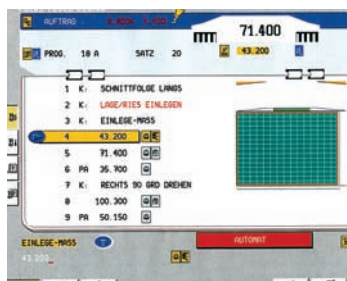 AUFTRAG
71.400
PROG. 18 A SATZ 20
43.200
1 K: SCHNITTFOLGE LANGS
2 K: LAGE/RIES EINLEGEN
3 K: EINLEGE-MASS
4 43.200
5 71.400
6 PA 35.700
7 K: RECHTS 90 GRD DREHEN
8 100.300
9 PA 50.150
EINLEGE-MASS
AUTOMAT
43.200